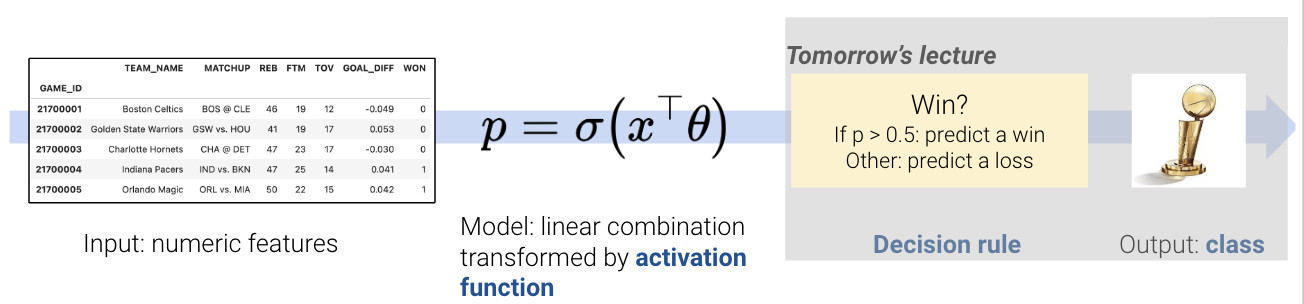 Tomorrow's lecture
TEAM_NAME MATCHUP REB FTM TOV GOAL_DIFF WON
GAME_ID
21700001 Boston Celtics BOS @ CLE 46 19 12 -0.049 0
21700002 Golden State Warriors GSW vs. HOU 41 19 17 0.053 0
21700003 Charlotte Hornets CHA @ DET 47 23 17 -0.030 0
21700004 Indiana Pacers IND vs. BKN 47 25 14 0.041 1
21700005 Orlando Magic ORL vs. MIA 50 22 15 0.042 1
Input: numeric features
p = σ(x⊤θ)
Model: linear combination
transformed by activation
function
Win?
If p > 0.5: predict a win
Other: predict a loss
Decision rule
Output: class